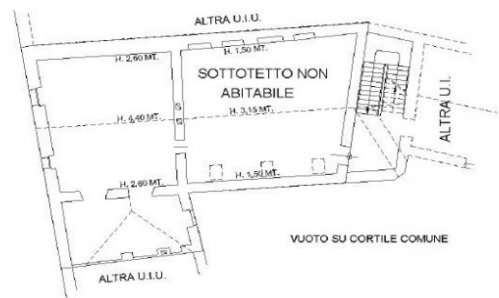 ALTRA U.I.U.
H. 2,60 MT.
H. 1,50 MT.
SOTTOTETTO NON
ABITABILE
H. 4,40 MT.
H. 3,15 MT.
ALTRA U.I.
H. 2,60 MT.
H. 1,50 MT.
VUOTO SU CORTILE COMUNE
ALTRA U.I.U.